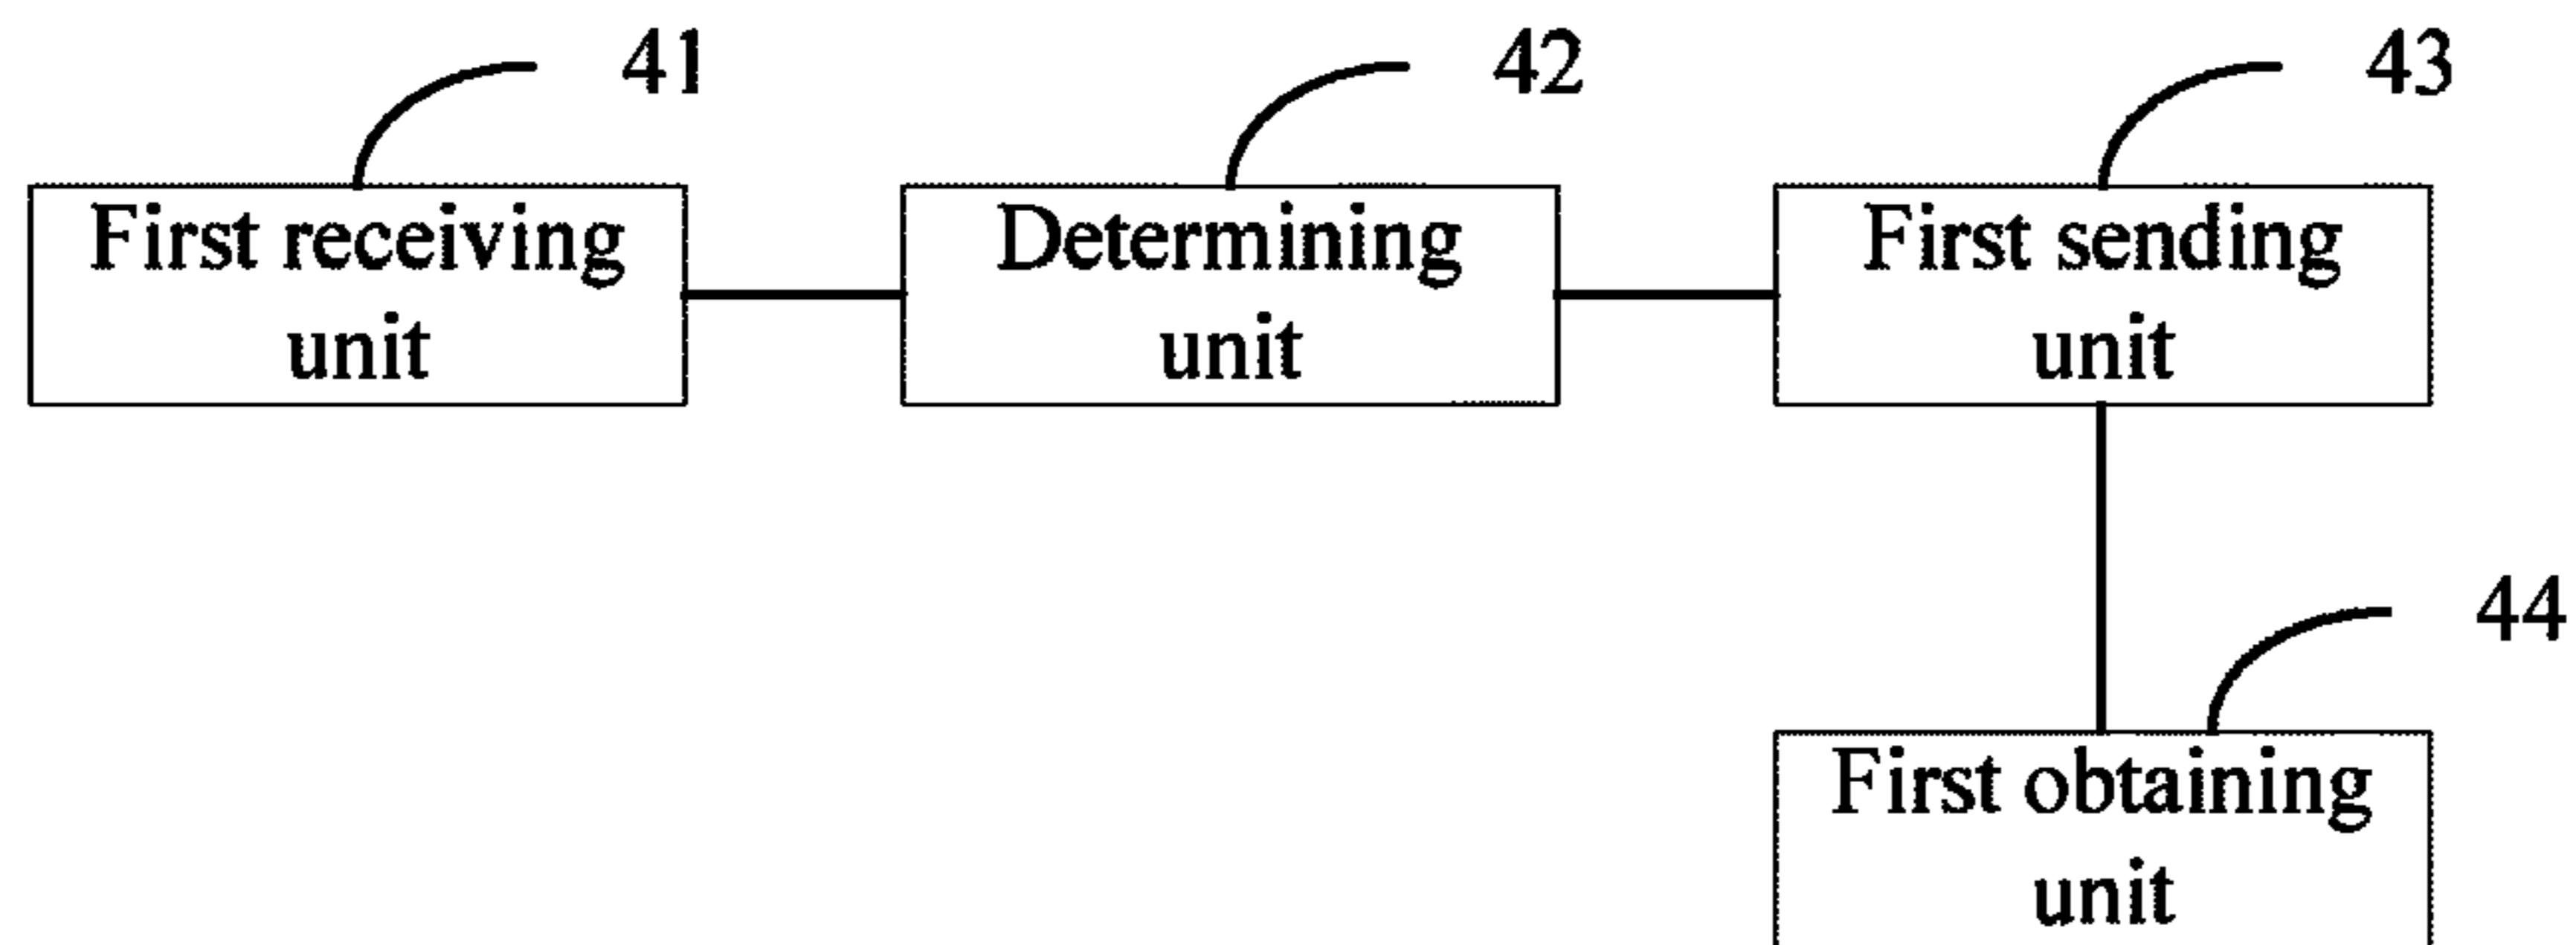 41
42
43
First receiving
unit
Determining
unit
First sending
unit
44
First obtaining
unit